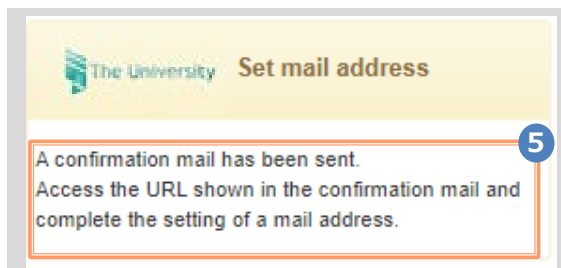 The University
Set mail address
5
A confirmation mail has been sent.
Access the URL shown in the confirmation mail and
complete the setting of a mail address.